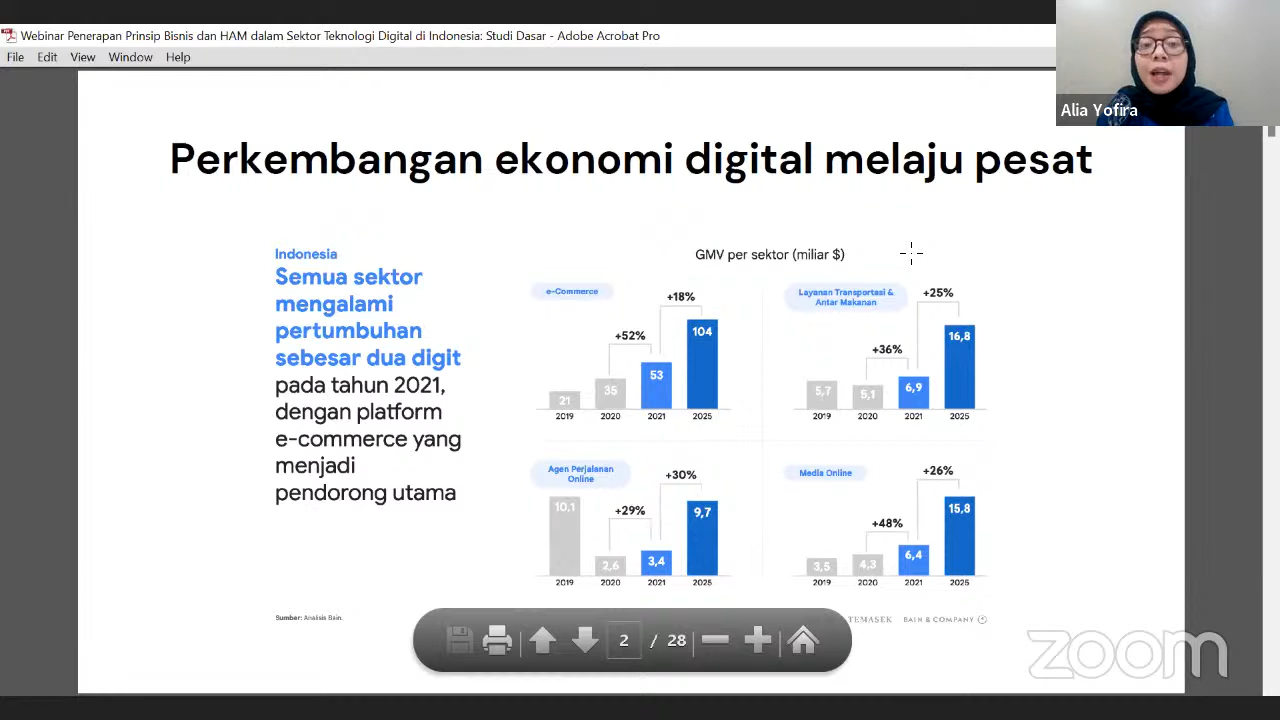 Webinar Penerapan Prinsip Bisnis dan HAM dalam Sektor Teknologi Digital di Indonesia: Studi Dasar - Adobe Acrobat Pro
File Edit View Window Help
Alia Yofira
Perkembangan ekonomi digital melaju pesat
Indonesia
Semua sektor
mengalami
pertumbuhan
sebesar dua digit
pada tahun 2021,
dengan platform
e-commerce yang
menjadi
pendorong utama
GMV per sektor (miliar $)
e-Commerce
+18%
+52%
21
35
53
104
2019 2020 2021 2025
Layanan Transportasi &
Antar Makanan
+25%
+36%
5,7
5,1
6,9
16,8
2019 2020 2021 2025
Agen Perjalanan
Online
+30%
+29%
10,1
2,6
3,4
9,7
2019 2020 2021 2025
Media Online
+26%
+48%
3,5
4,3
6,4
15,8
2019 2020 2021 2025
Sumber: Analisis Bain.
TEMASEK BAIN & COMPANY
2 / 28
zoom